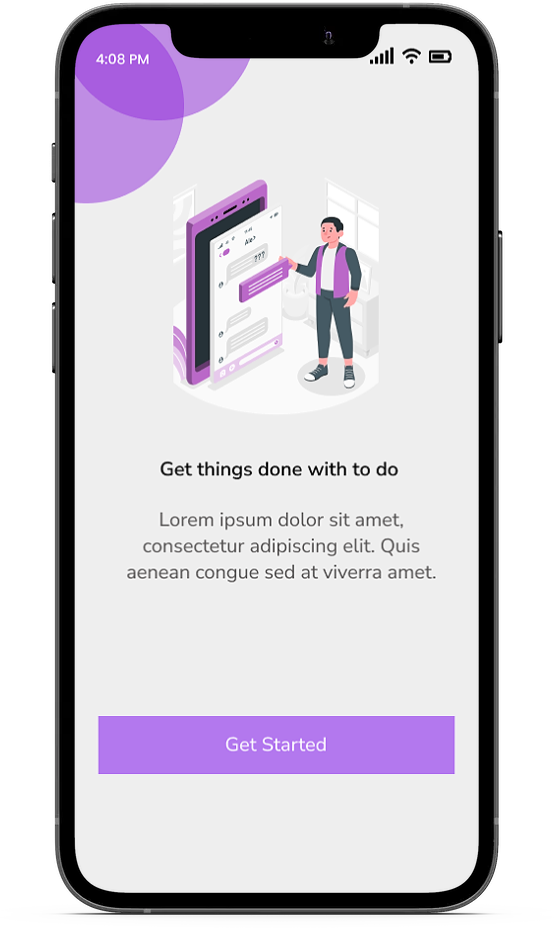 4:08 PM
???
Get things done with to do
Lorem ipsum dolor sit amet,
consectetur adipiscing elit. Quis
aenean congue sed at viverra amet.
Get Started